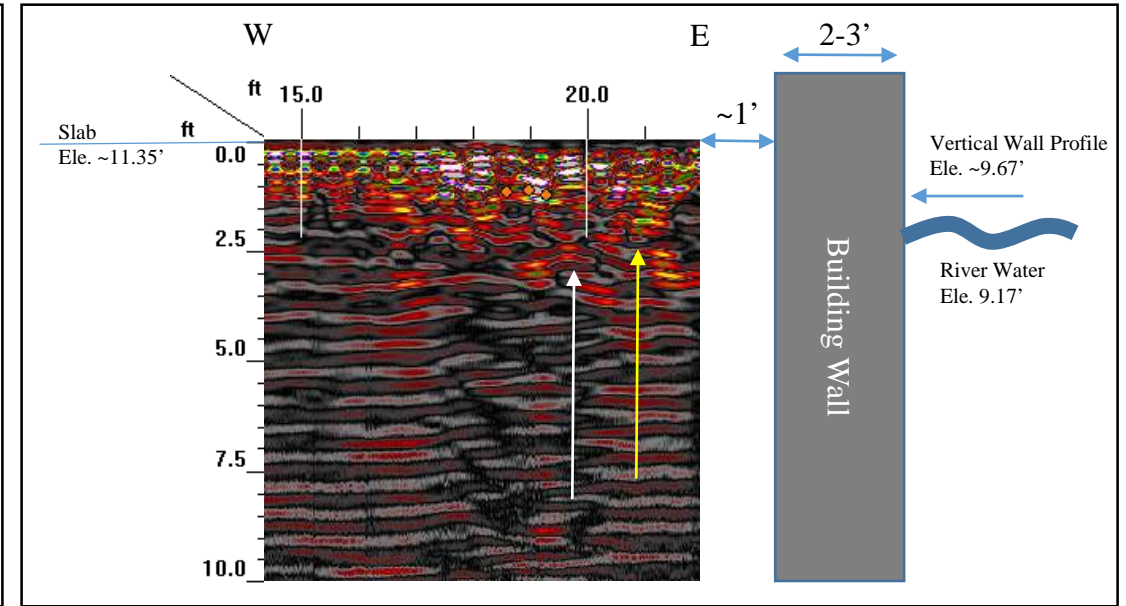 W
E
2-3’
ft
15.0
20.0
~1’
Slab
Ele. ~11.35’
ft
0.0
Vertical Wall Profile
Ele. ~9.67’
2.5
Building Wall
River Water
Ele. 9.17’
5.0
7.5
10.0